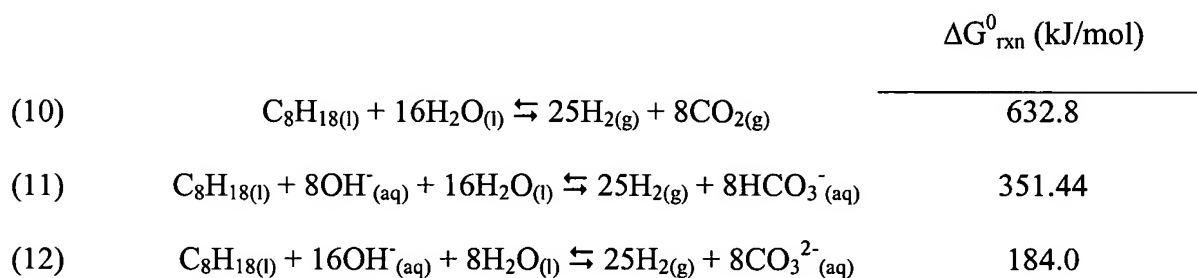 ΔG⁰rxn (kJ/mol)
(10) C₈H₁₈₍ₗ₎ + 16H₂O₍ₗ₎ ⇆ 25H₂(g) + 8CO₂(g) 632.8
(11) C₈H₁₈₍ₗ₎ + 8OH⁻(aq) + 16H₂O₍ₗ₎ ⇆ 25H₂(g) + 8HCO₃⁻(aq) 351.44
(12) C₈H₁₈₍ₗ₎ + 16OH⁻(aq) + 8H₂O₍ₗ₎ ⇆ 25H₂(g) + 8CO₃²⁻(aq) 184.0